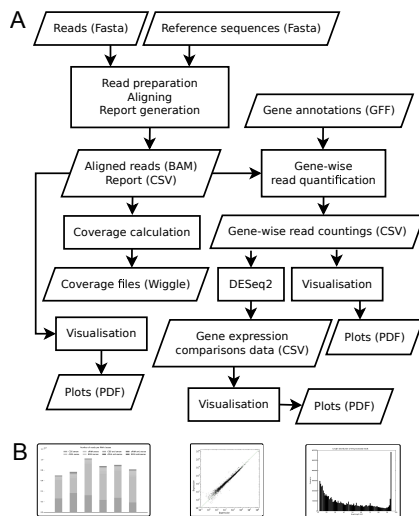 A
Reads (Fasta)
Reference sequences (Fasta)
Read preparation
Aligning
Report generation
Gene annotations (GFF)
Aligned reads (BAM)
Report (CSV)
Gene-wise
read quantification
Coverage calculation
Gene-wise read countings (CSV)
Coverage files (Wiggle)
DESeq2
Visualisation
Visualisation
Gene expression
comparisons data (CSV)
Plots (PDF)
Plots (PDF)
Visualisation
Plots (PDF)
B